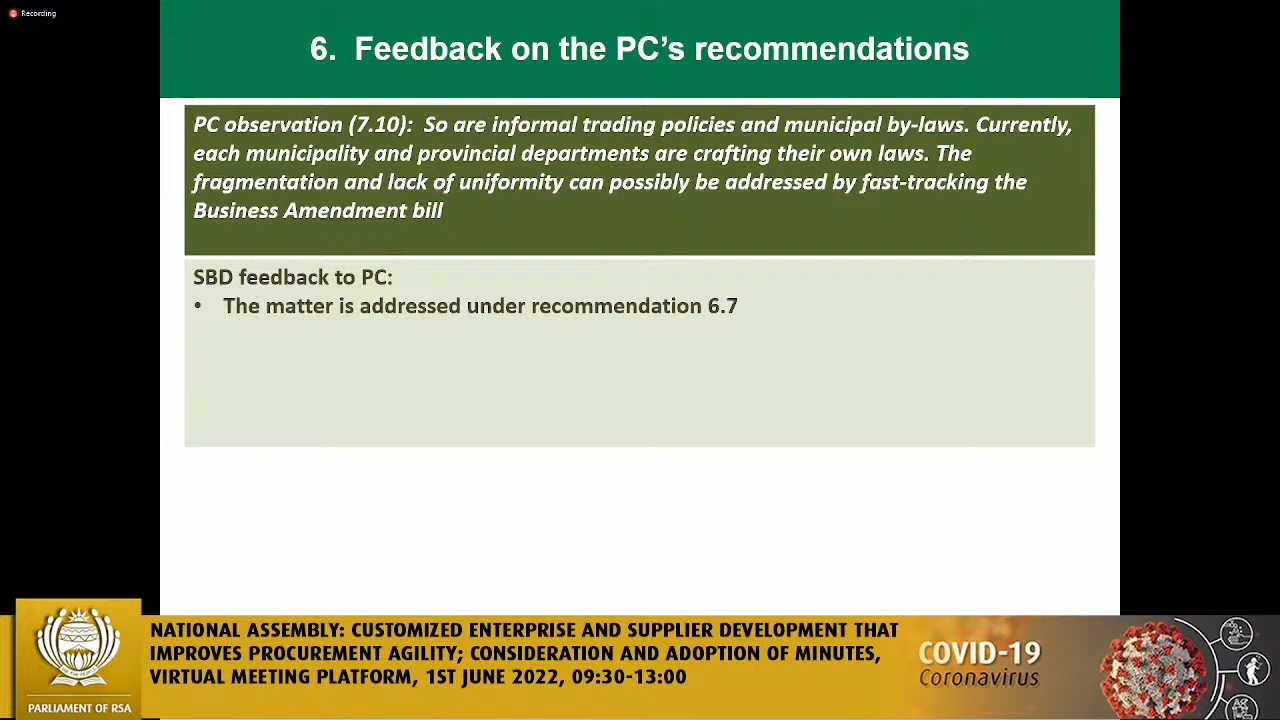 Recording
6. Feedback on the PC’s recommendations
PC observation (7.10): So are informal trading policies and municipal by-laws. Currently,
each municipality and provincial departments are crafting their own laws. The
fragmentation and lack of uniformity can possibly be addressed by fast-tracking the
Business Amendment bill
SBD feedback to PC:
• The matter is addressed under recommendation 6.7
NATIONAL ASSEMBLY: CUSTOMIZED ENTERPRISE AND SUPPLIER DEVELOPMENT THAT
IMPROVES PROCUREMENT AGILITY; CONSIDERATION AND ADOPTION OF MINUTES,
VIRTUAL MEETING PLATFORM, 1ST JUNE 2022, 09:30-13:00
PARLIAMENT OF RSA
COVID-19
Coronavirus